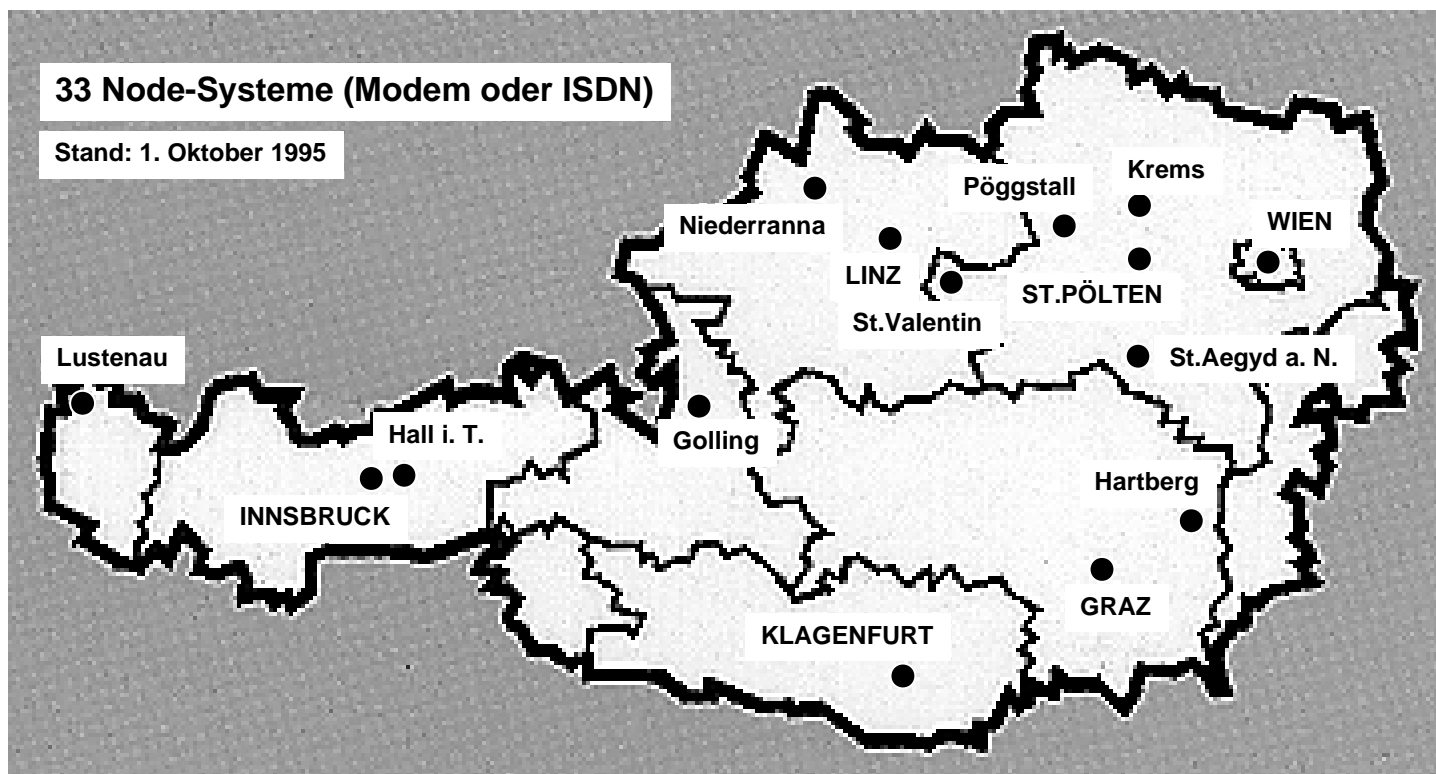 33 Node-Systeme (Modem oder ISDN)
Stand: 1. Oktober 1995
Krems
Pöggstall
Niederranna
WIEN
LINZ
ST.PÖLTEN
St.Valentin
Lustenau
St.Aegyd a. N.
Hall i. T.
Golling
Hartberg
INNSBRUCK
GRAZ
KLAGENFURT